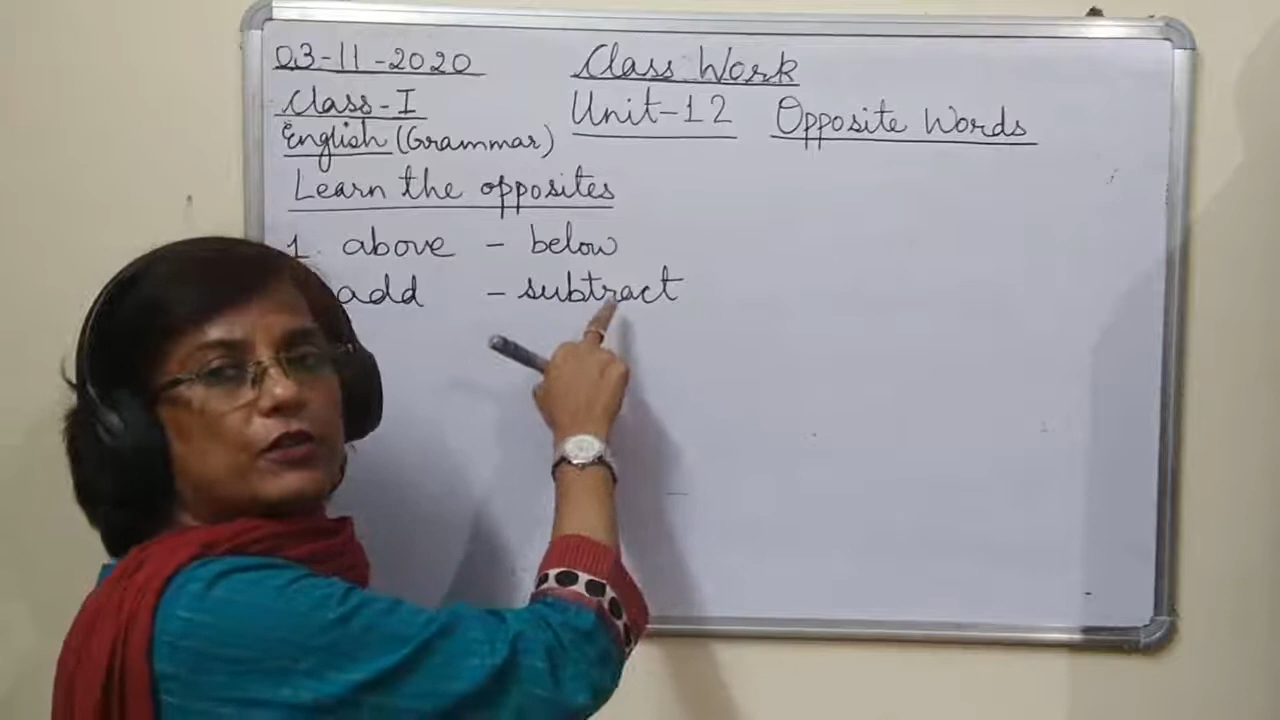 03-11-2020 Class Work
Class-I Unit-12 Opposite Words
English (Grammar)
Learn the opposites
1. above - below
add - subtract